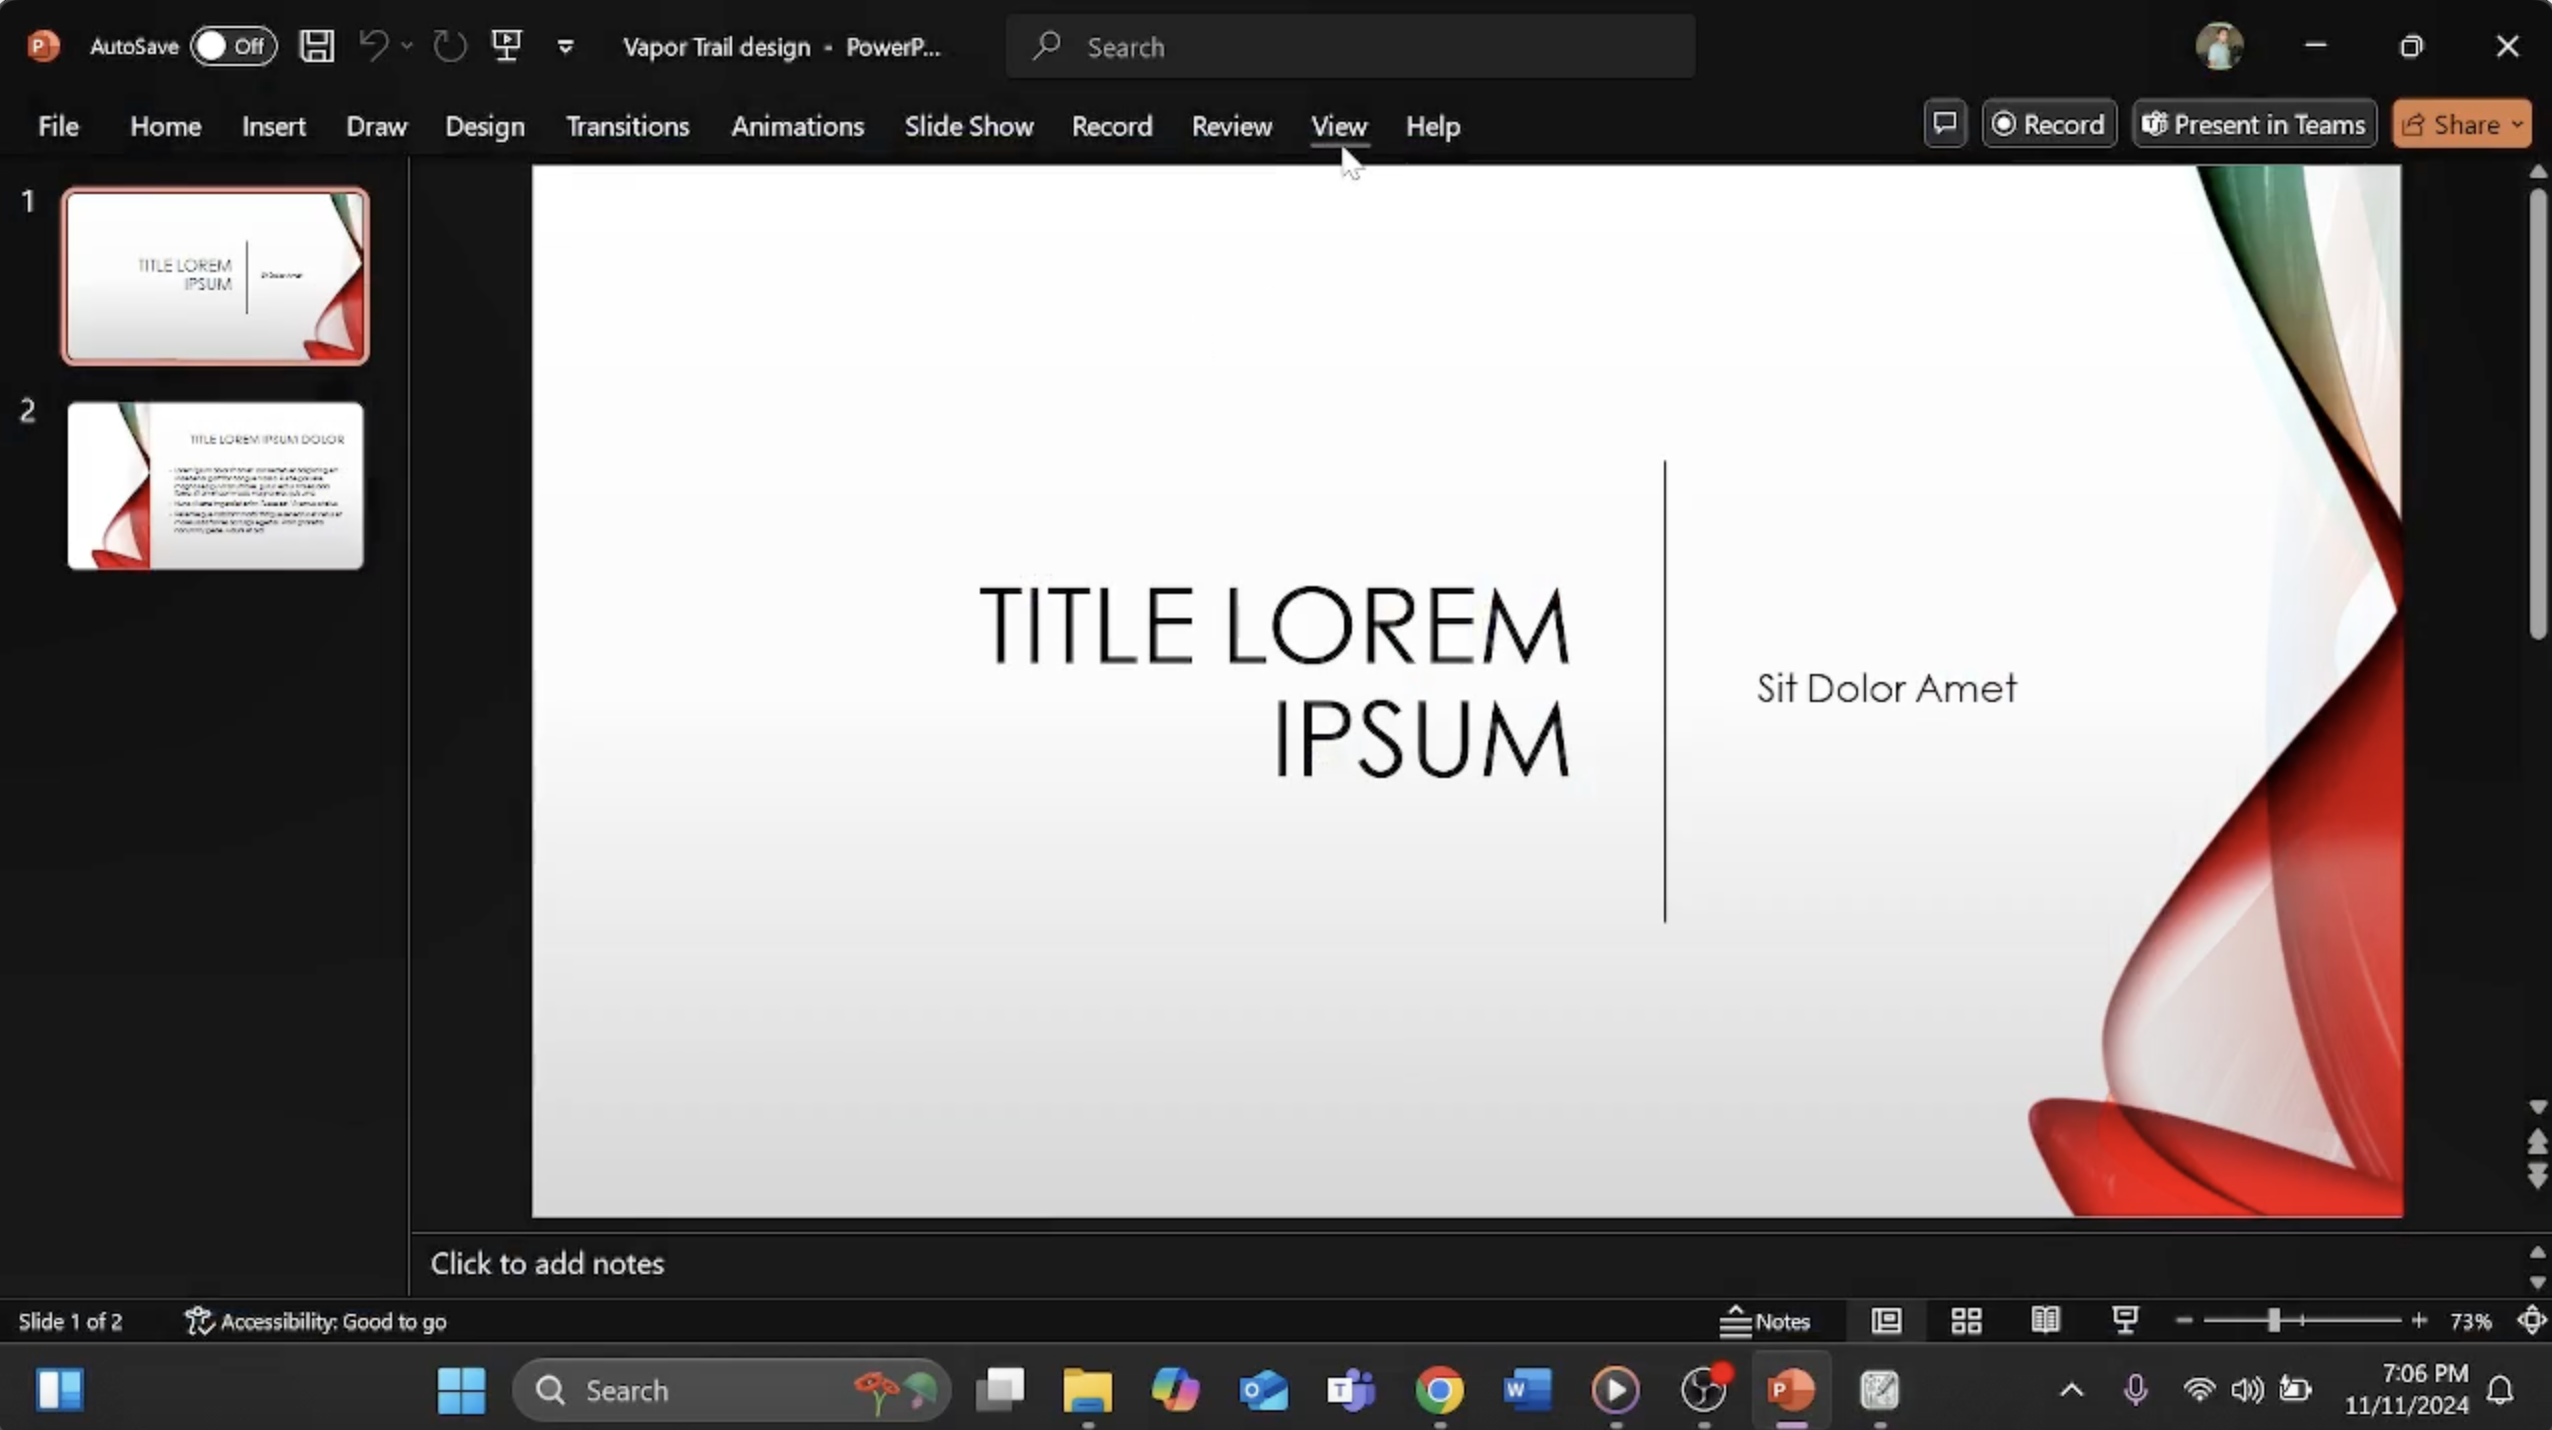 AutoSave Off Vapor Trail design - PowerP... Search
File Home Insert Draw Design Transitions Animations Slide Show Record Review View Help Record Present in Teams Share
1
TITLE LOREM
IPSUM
2
TITLE LOREM IPSUM DOLOR
TITLE LOREM
IPSUM
Sit Dolor Amet
Click to add notes
Slide 1 of 2 Accessibility: Good to go Notes 73%
Search
7:06 PM
11/11/2024